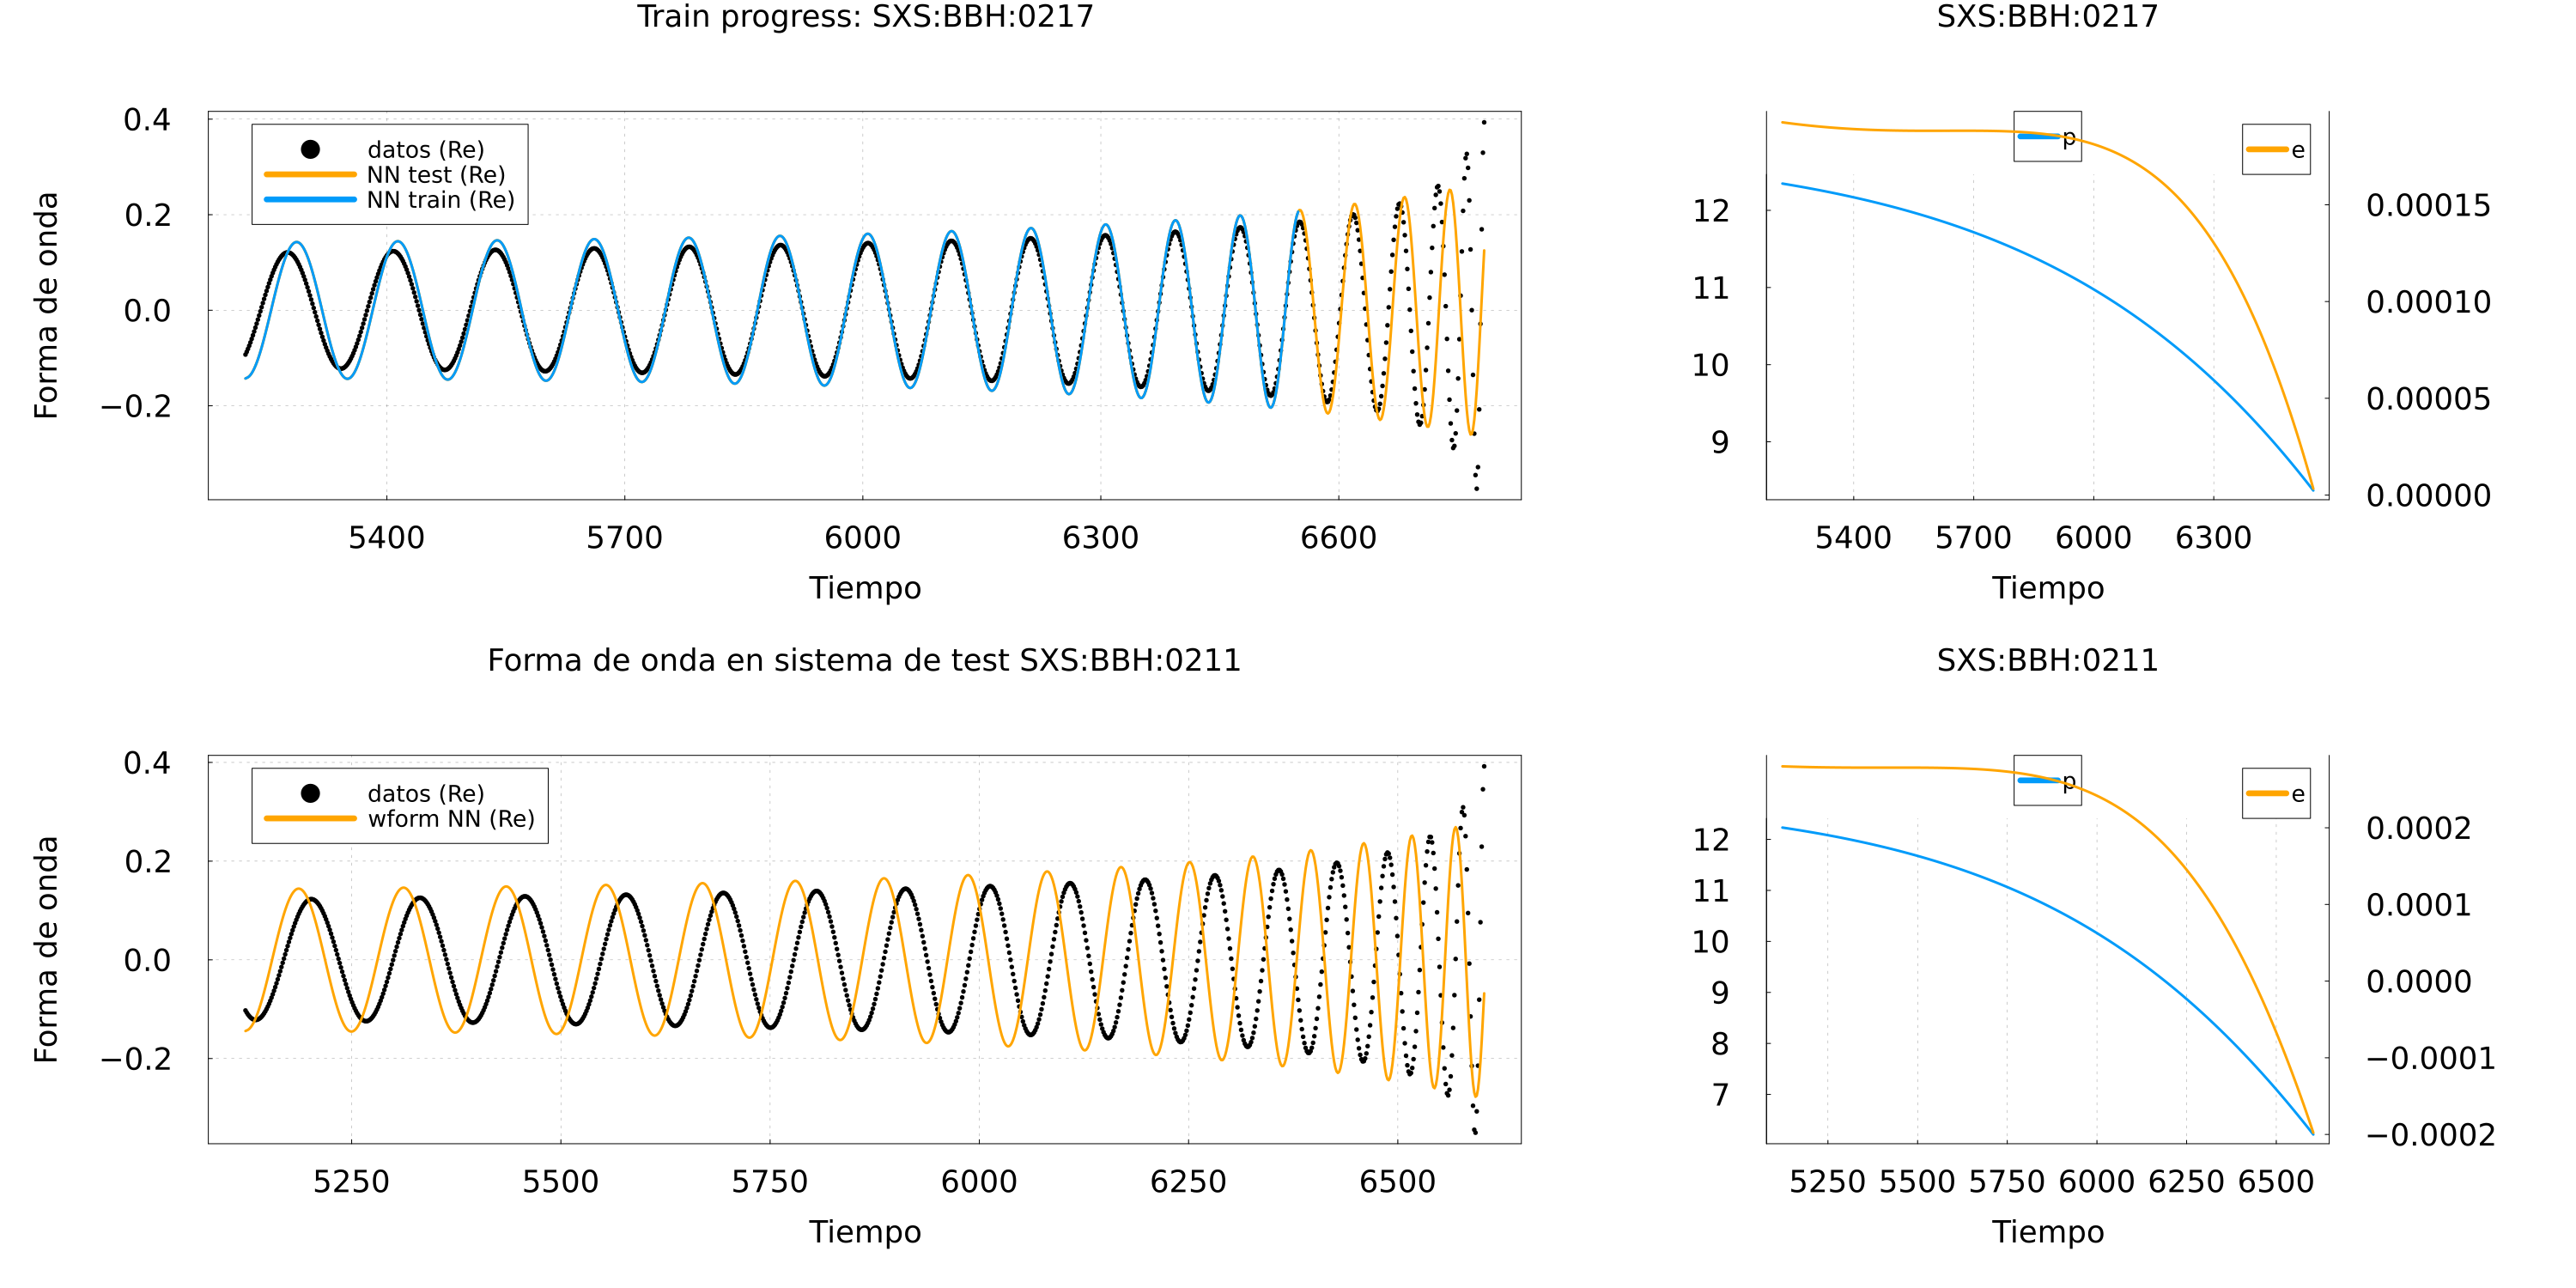 Train progress: SXS:BBH:0217
SXS:BBH:0217
0.4
0.2
0.0
−0.2
Forma de onda
datos (Re)
NN test (Re)
NN train (Re)
5400
5700
6000
6300
6600
Tiempo
p
e
12
11
10
9
0.00015
0.00010
0.00005
0.00000
5400
5700
6000
6300
Tiempo
Forma de onda en sistema de test SXS:BBH:0211
SXS:BBH:0211
0.4
0.2
0.0
−0.2
Forma de onda
datos (Re)
wform NN (Re)
5250
5500
5750
6000
6250
6500
Tiempo
p
e
12
11
10
9
8
7
0.0002
0.0001
0.0000
−0.0001
−0.0002
5250
5500
5750
6000
6250
6500
Tiempo